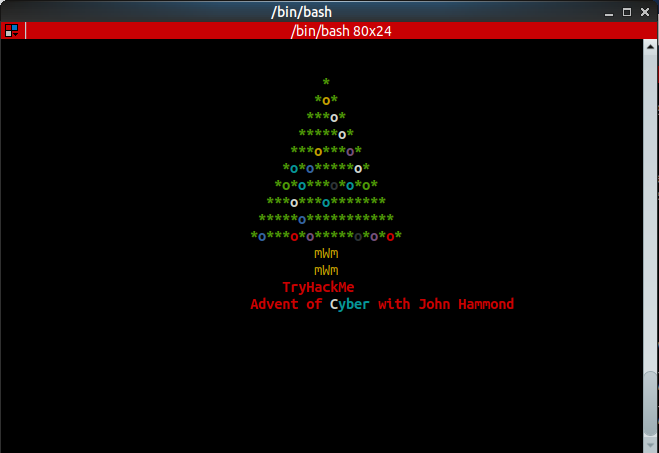 /bin/bash
/bin/bash 80x24
*
*o*
***o*
*****o*
***o***o*
*o*o*****o*
*o*o***o*o*o*
***o***o*******
*****o***********
*o***o*o*****o*o*o*
mWm
mWm
TryHackMe
Advent of Cyber with John Hammond